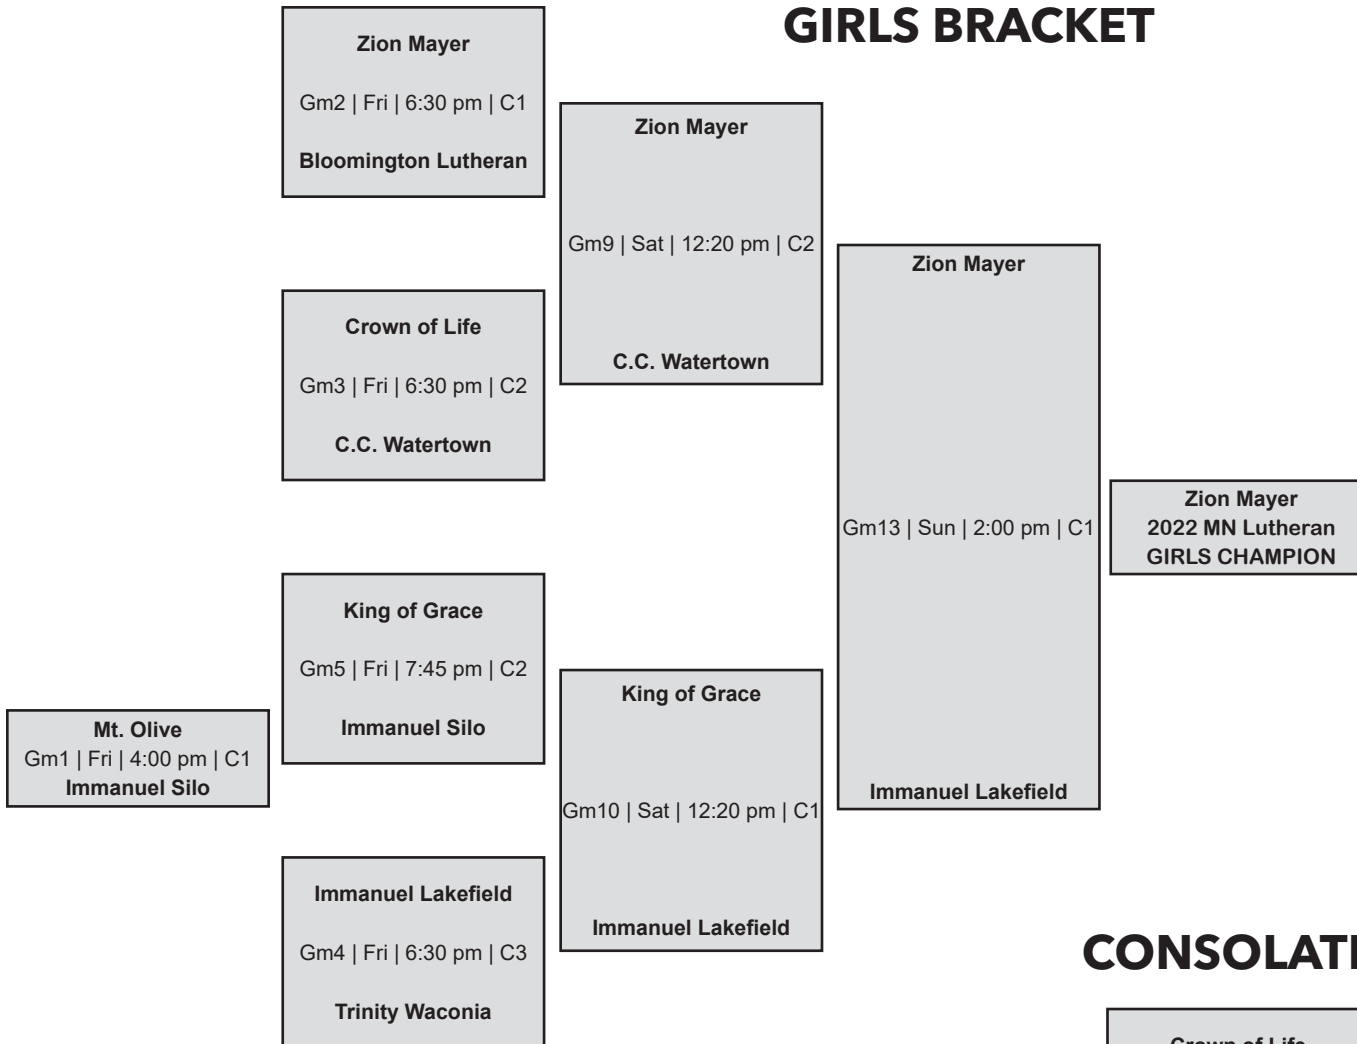 GIRLS BRACKET
Zion Mayer
Gm2 | Fri | 6:30 pm | C1
Bloomington Lutheran
Crown of Life
Gm3 | Fri | 6:30 pm | C2
C.C. Watertown
King of Grace
Gm5 | Fri | 7:45 pm | C2
Immanuel Silo
Mt. Olive
Gm1 | Fri | 4:00 pm | C1
Immanuel Silo
Immanuel Lakefield
Gm4 | Fri | 6:30 pm | C3
Trinity Waconia
Zion Mayer
Gm9 | Sat | 12:20 pm | C2
C.C. Watertown
King of Grace
Gm10 | Sat | 12:20 pm | C1
Immanuel Lakefield
Zion Mayer
Gm13 | Sun | 2:00 pm | C1
Immanuel Lakefield
Zion Mayer
2022 MN Lutheran
GIRLS CHAMPION
CONSOLATI
Crown of Life